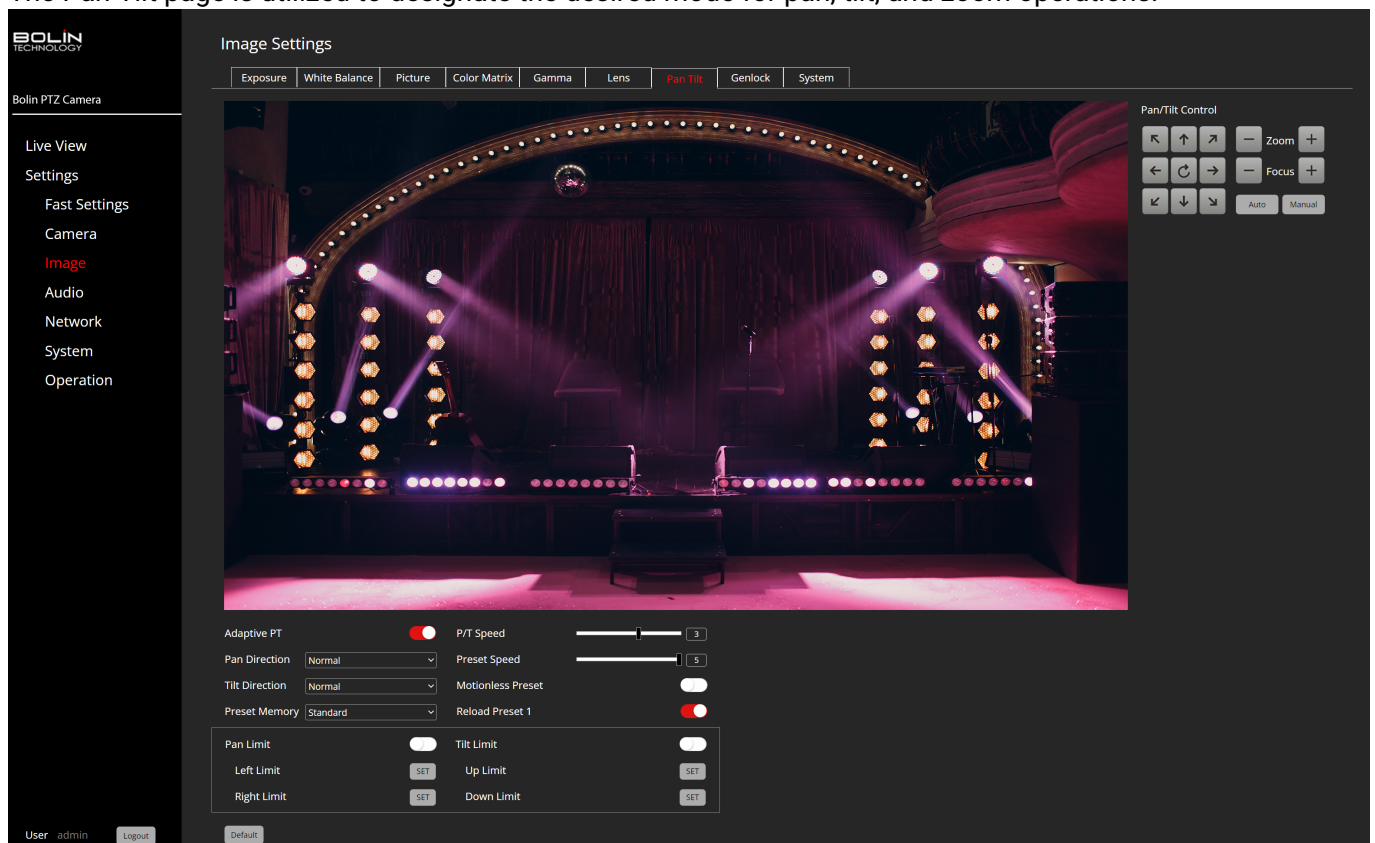 The Pan Tilt page is utilized to designate the desired mode for pan, tilt, and zoom operations.
BOLIN
TECHNOLOGY
Image Settings
Exposure White Balance Picture Color Matrix Gamma Lens Pan Tilt Genlock System
Bolin PTZ Camera
Pan/Tilt Control
Live View
Zoom
Settings
Focus
Fast Settings
Auto Manual
Camera
Image
Audio
Network
System
Operation
Adaptive PT P/T Speed 3
Pan Direction Normal Preset Speed 5
Tilt Direction Normal Motionless Preset
Preset Memory Standard Reload Preset 1
Pan Limit Tilt Limit
Left Limit SET Up Limit SET
Right Limit SET Down Limit SET
User admin Logout Default